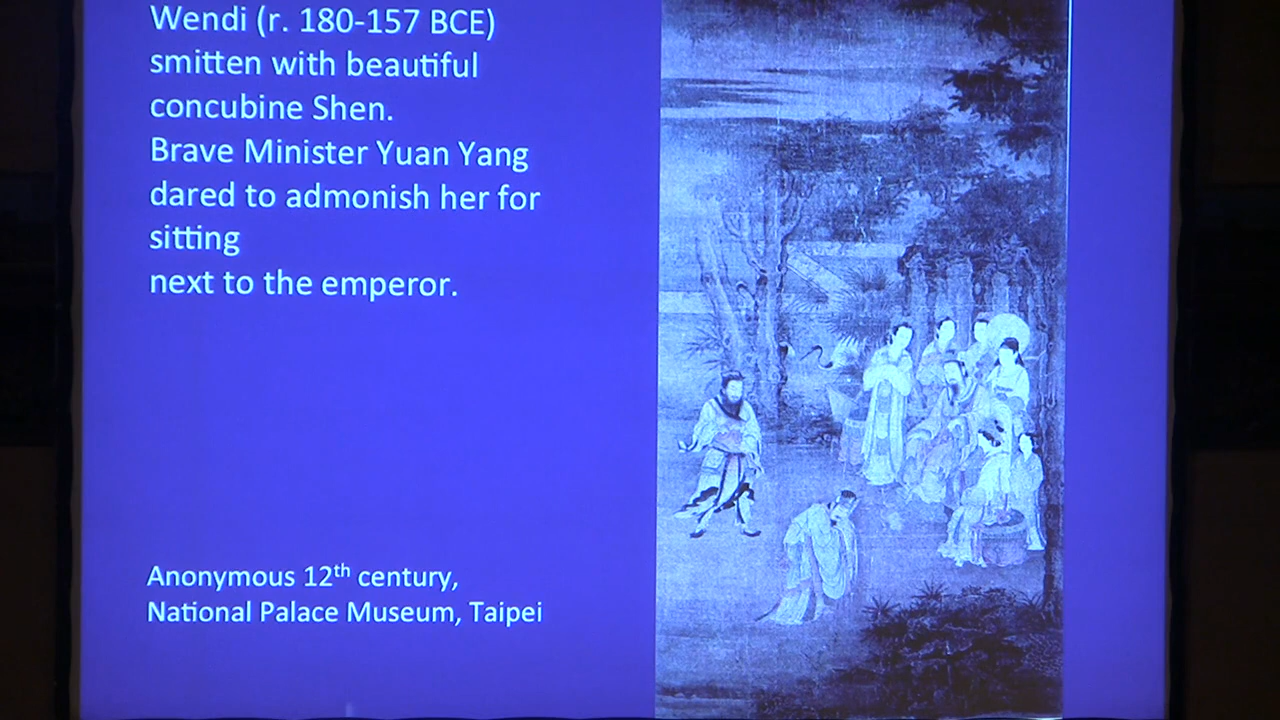 Wendi (r. 180-157 BCE)
smitten with beautiful
concubine Shen.
Brave Minister Yuan Yang
dared to admonish her for
sitting
next to the emperor.
Anonymous 12th century,
National Palace Museum, Taipei